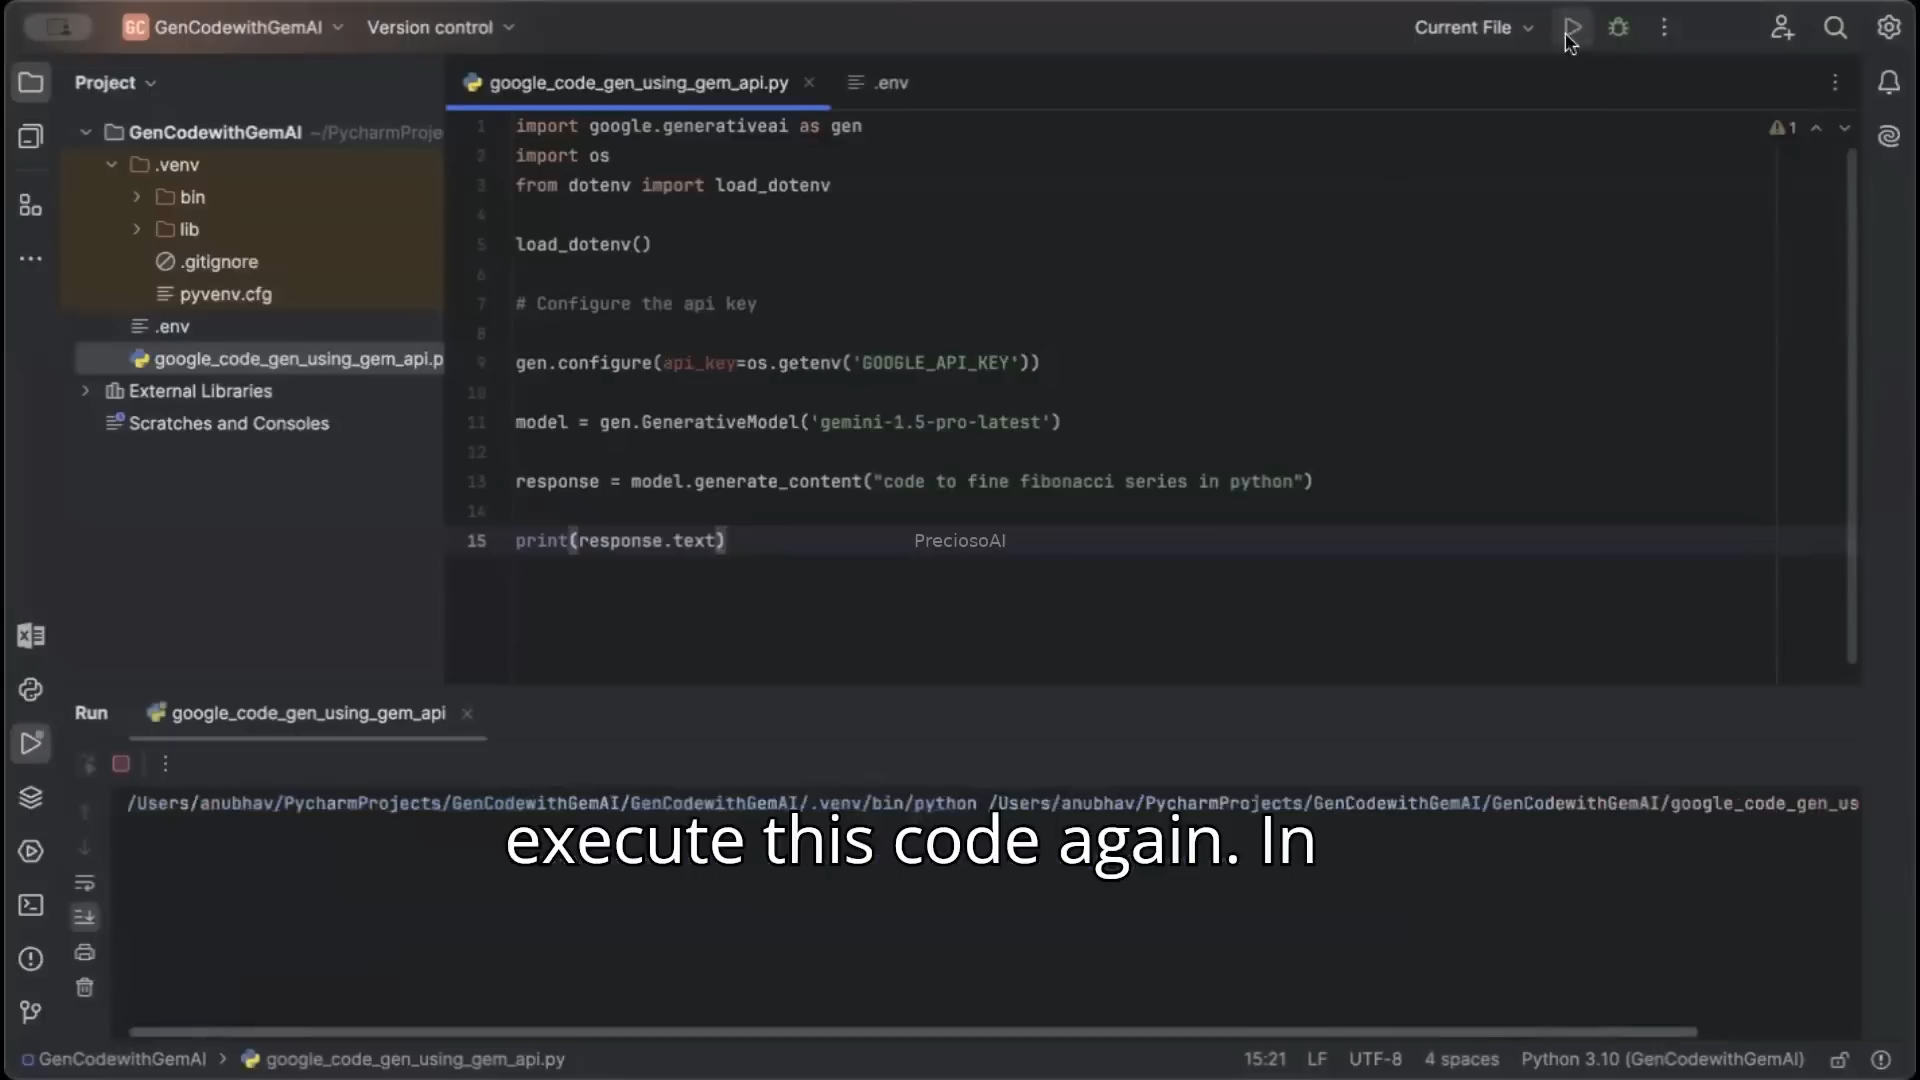 GC GenCodewithGemAI
Version control
Current File
Project
google_code_gen_using_gem_api.py
.env
GenCodewithGemAI ~/PycharmProje
.venv
bin
lib
.gitignore
pyvenv.cfg
.env
google_code_gen_using_gem_api.p
External Libraries
Scratches and Consoles
1 import google.generativeai as gen
2 import os
3 from dotenv import load_dotenv
4
5 load_dotenv()
6
7 # Configure the api key
8
9 gen.configure(api_key=os.getenv('GOOGLE_API_KEY'))
10
11 model = gen.GenerativeModel('gemini-1.5-pro-latest')
12
13 response = model.generate_content("code to fine fibonacci series in python")
14
15 print(response.text)
1
PreciosoAI
Run
google_code_gen_using_gem_api
/Users/anubhav/PycharmProjects/GenCodewithGemAI/GenCodewithGemAI/.venv/bin/python /Users/anubhav/PycharmProjects/GenCodewithGemAI/GenCodewithGemAI/google_code_gen_us
execute this code again. In
GenCodewithGemAI > google_code_gen_using_gem_api.py
15:21 LF UTF-8 4 spaces Python 3.10 (GenCodewithGemAI)